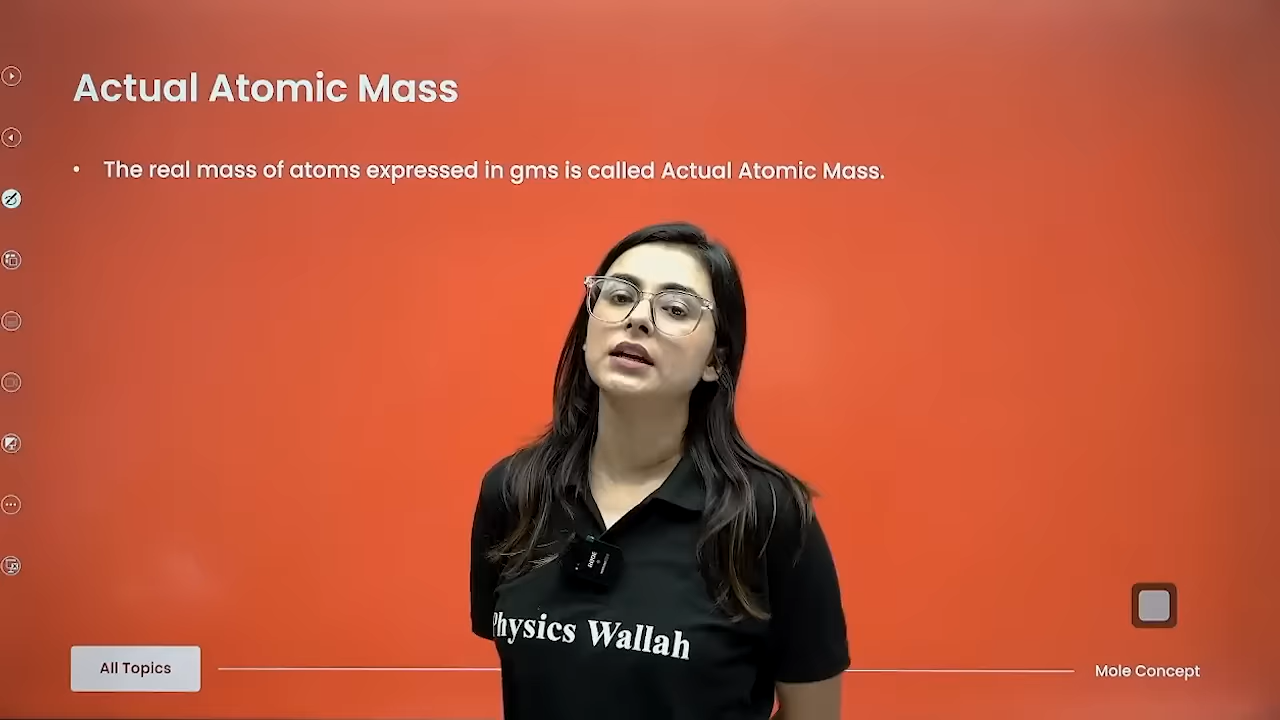 Actual Atomic Mass
• The real mass of atoms expressed in gms is called Actual Atomic Mass.
RODE
Physics Wallah
All Topics
Mole Concept